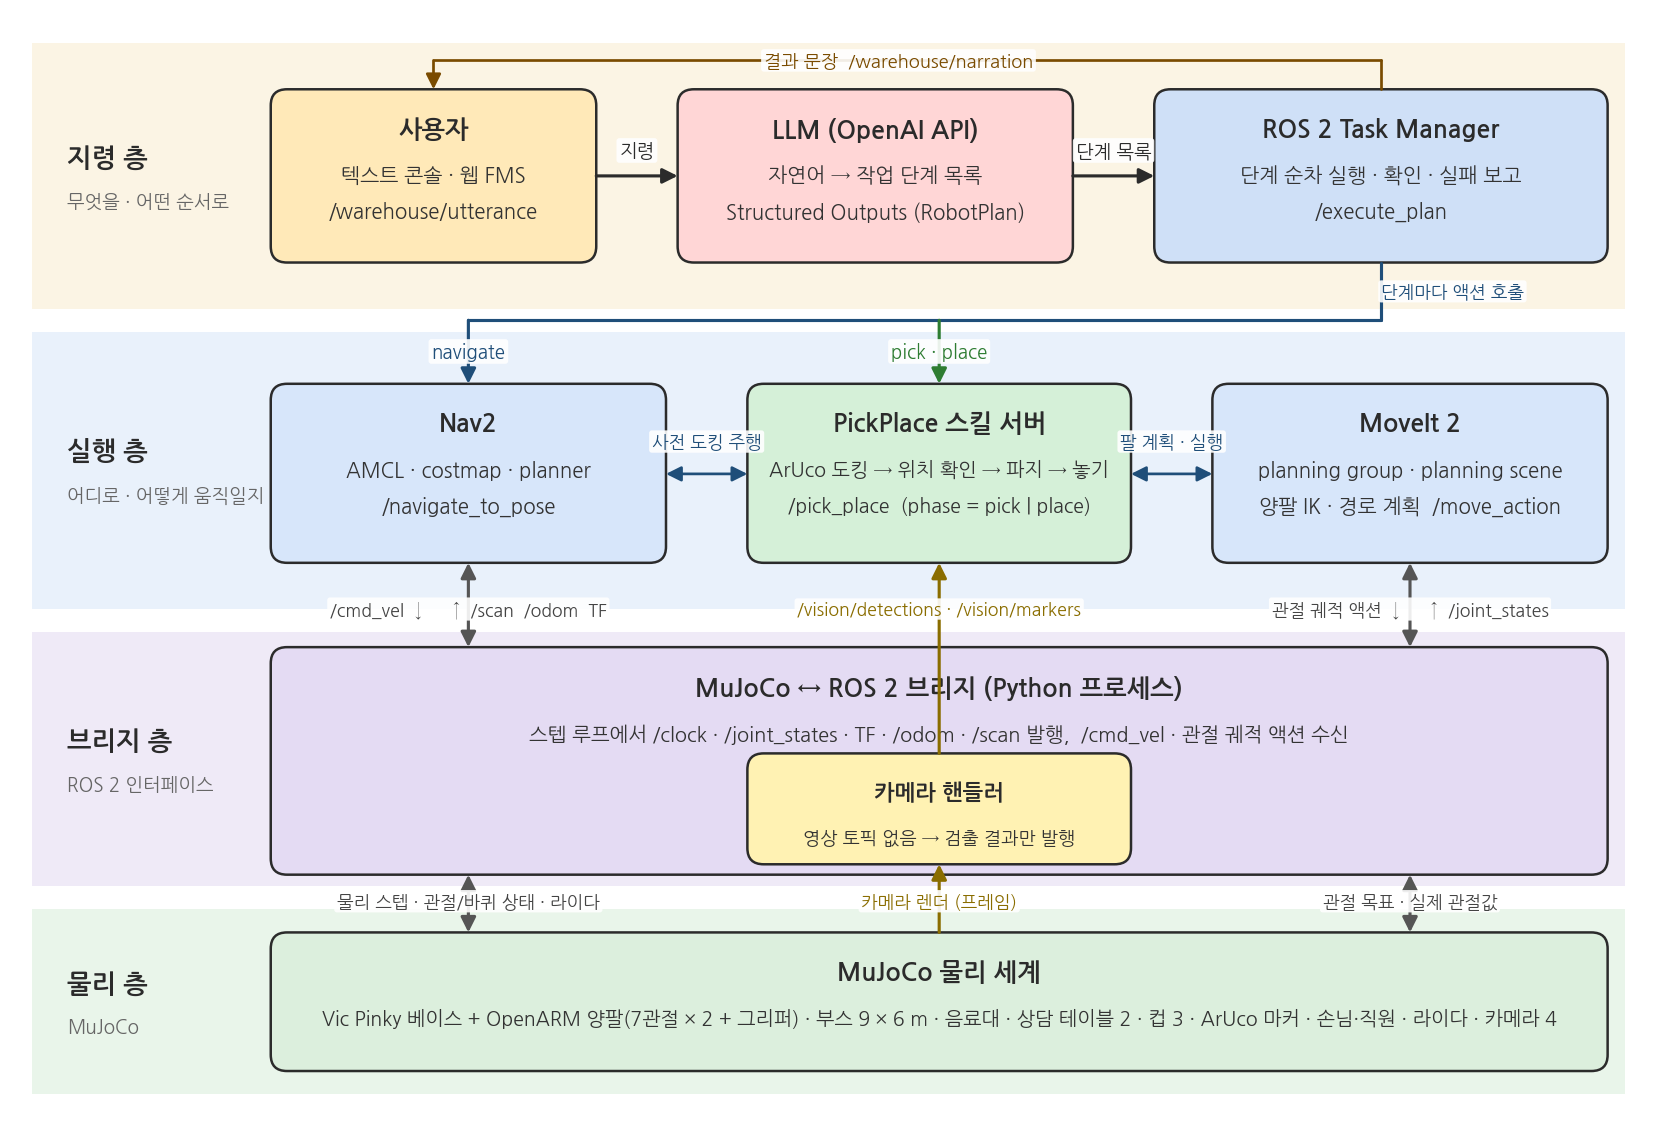 결과 문장  /warehouse/narration
지령 층
무엇을 · 어떤 순서로
사용자
텍스트 콘솔 · 웹 FMS
/warehouse/utterance
지령
LLM (OpenAI API)
자연어 → 작업 단계 목록
Structured Outputs (RobotPlan)
단계 목록
ROS 2 Task Manager
단계 순차 실행 · 확인 · 실패 보고
/execute_plan
단계마다 액션 호출
navigate
pick · place
실행 층
어디로 · 어떻게 움직일지
Nav2
AMCL · costmap · planner
/navigate_to_pose
사전 도킹 주행
PickPlace 스킬 서버
ArUco 도킹 → 위치 확인 → 파지 → 놓기
/pick_place  (phase = pick | place)
팔 계획 · 실행
MoveIt 2
planning group · planning scene
양팔 IK · 경로 계획  /move_action
/cmd_vel ↓   ↑ /scan  /odom  TF
/vision/detections · /vision/markers
관절 궤적 액션 ↓   ↑ /joint_states
브리지 층
ROS 2 인터페이스
MuJoCo ↔ ROS 2 브리지 (Python 프로세스)
스텝 루프에서 /clock · /joint_states · TF · /odom · /scan 발행,  /cmd_vel · 관절 궤적 액션 수신
카메라 핸들러
영상 토픽 없음 → 검출 결과만 발행
물리 스텝 · 관절/바퀴 상태 · 라이다
카메라 렌더 (프레임)
관절 목표 · 실제 관절값
물리 층
MuJoCo
MuJoCo 물리 세계
Vic Pinky 베이스 + OpenARM 양팔(7관절 × 2 + 그리퍼) · 부스 9 × 6 m · 음료대 · 상담 테이블 2 · 컵 3 · ArUco 마커 · 손님·직원 · 라이다 · 카메라 4